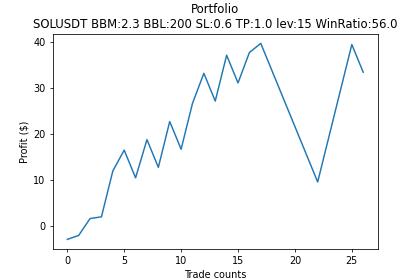 Portfolio
SOLUSDT BBM:2.3 BBL:200 SL:0.6 TP:1.0 lev:15 WinRatio:56.0
40
30
20
10
0
Profit ($)
0 5 10 15 20 25
Trade counts